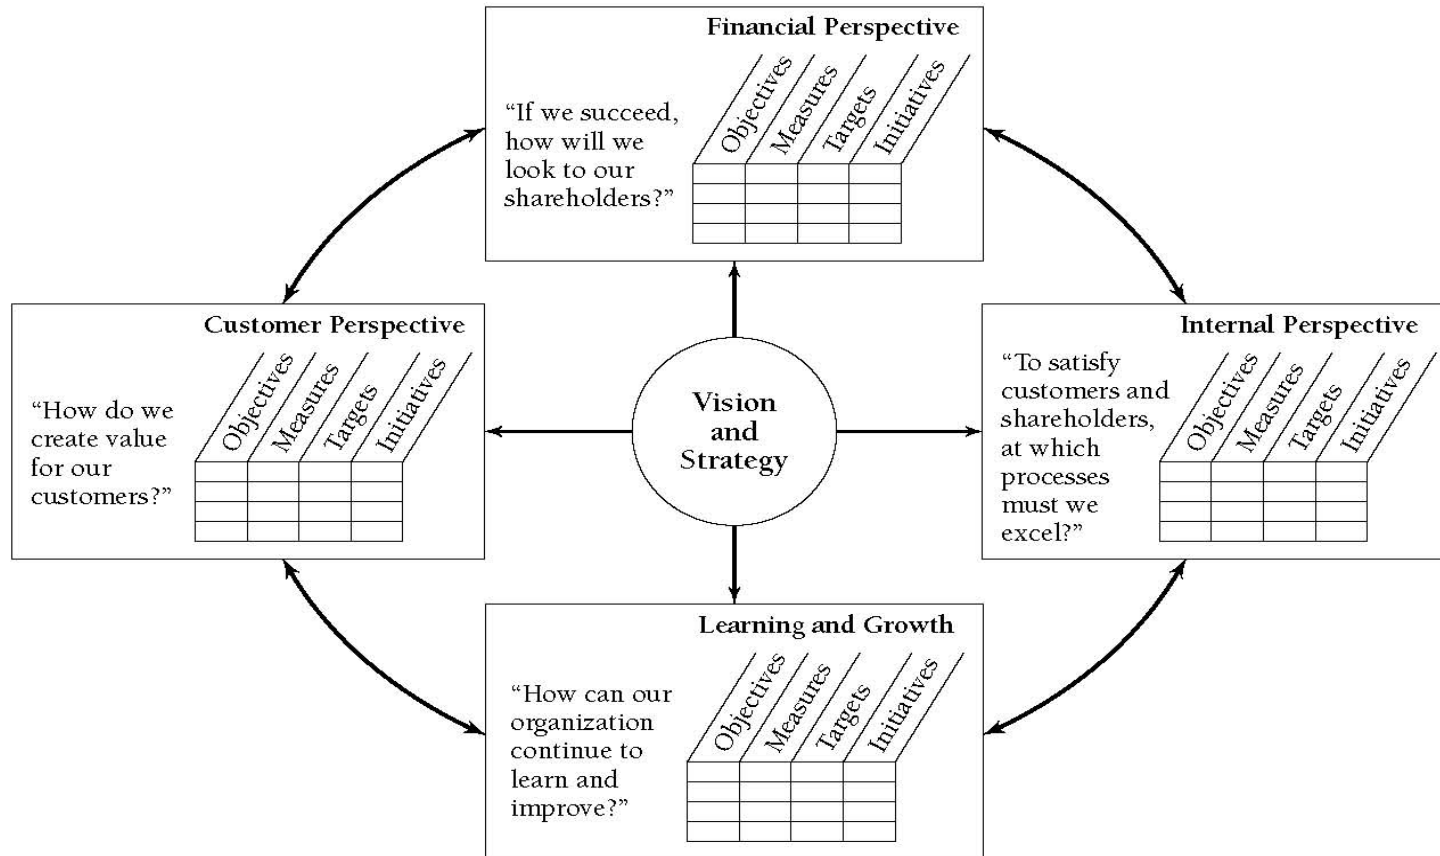 Financial Perspective
“If we succeed,
how will we
look to our
shareholders?”
Objectives
Measures
Targets
Initiatives
Customer Perspective
“How do we
create value
for our
customers?”
Objectives
Measures
Targets
Initiatives
Vision
and
Strategy
Internal Perspective
“To satisfy
customers and
shareholders,
at which
processes
must we
excel?”
Objectives
Measures
Targets
Initiatives
Learning and Growth
“How can our
organization
continue to
learn and
improve?”
Objectives
Measures
Targets
Initiatives